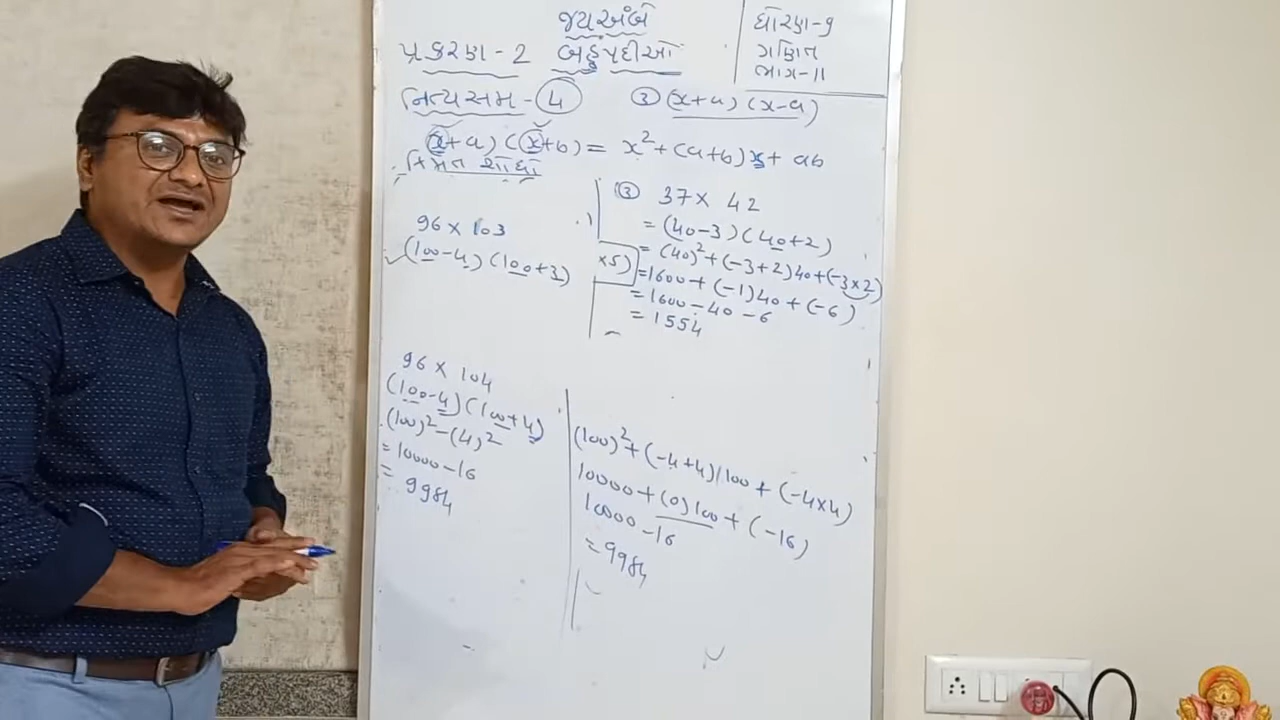 જય અંબે
ધોરણ-૧
ગણિત
ભાગ-11
પ્રકરણ - 2 બહુપદીઓ
નિત્યસમ - 4
③ (x+a) (x-a)
(x+a) (x+b) = x² + (a+b)x + ab
કિંમત શોધો
96 × 103
(100-4) (100+3)
×5)
③ 37 × 42
= (40-3) (40+2)
= (40)² + (-3+2)40 + (-3×2)
= 1600 + (-1)40 + (-6)
= 1600 - 40 - 6
= 1554
96 × 104
(100-4) (100+4)
(100)² - (4)²
= 10000 - 16
= 9984
(100)² + (-4+4)100 + (-4×4)
10000 + (0)100 + (-16)
10000 - 16
= 9984